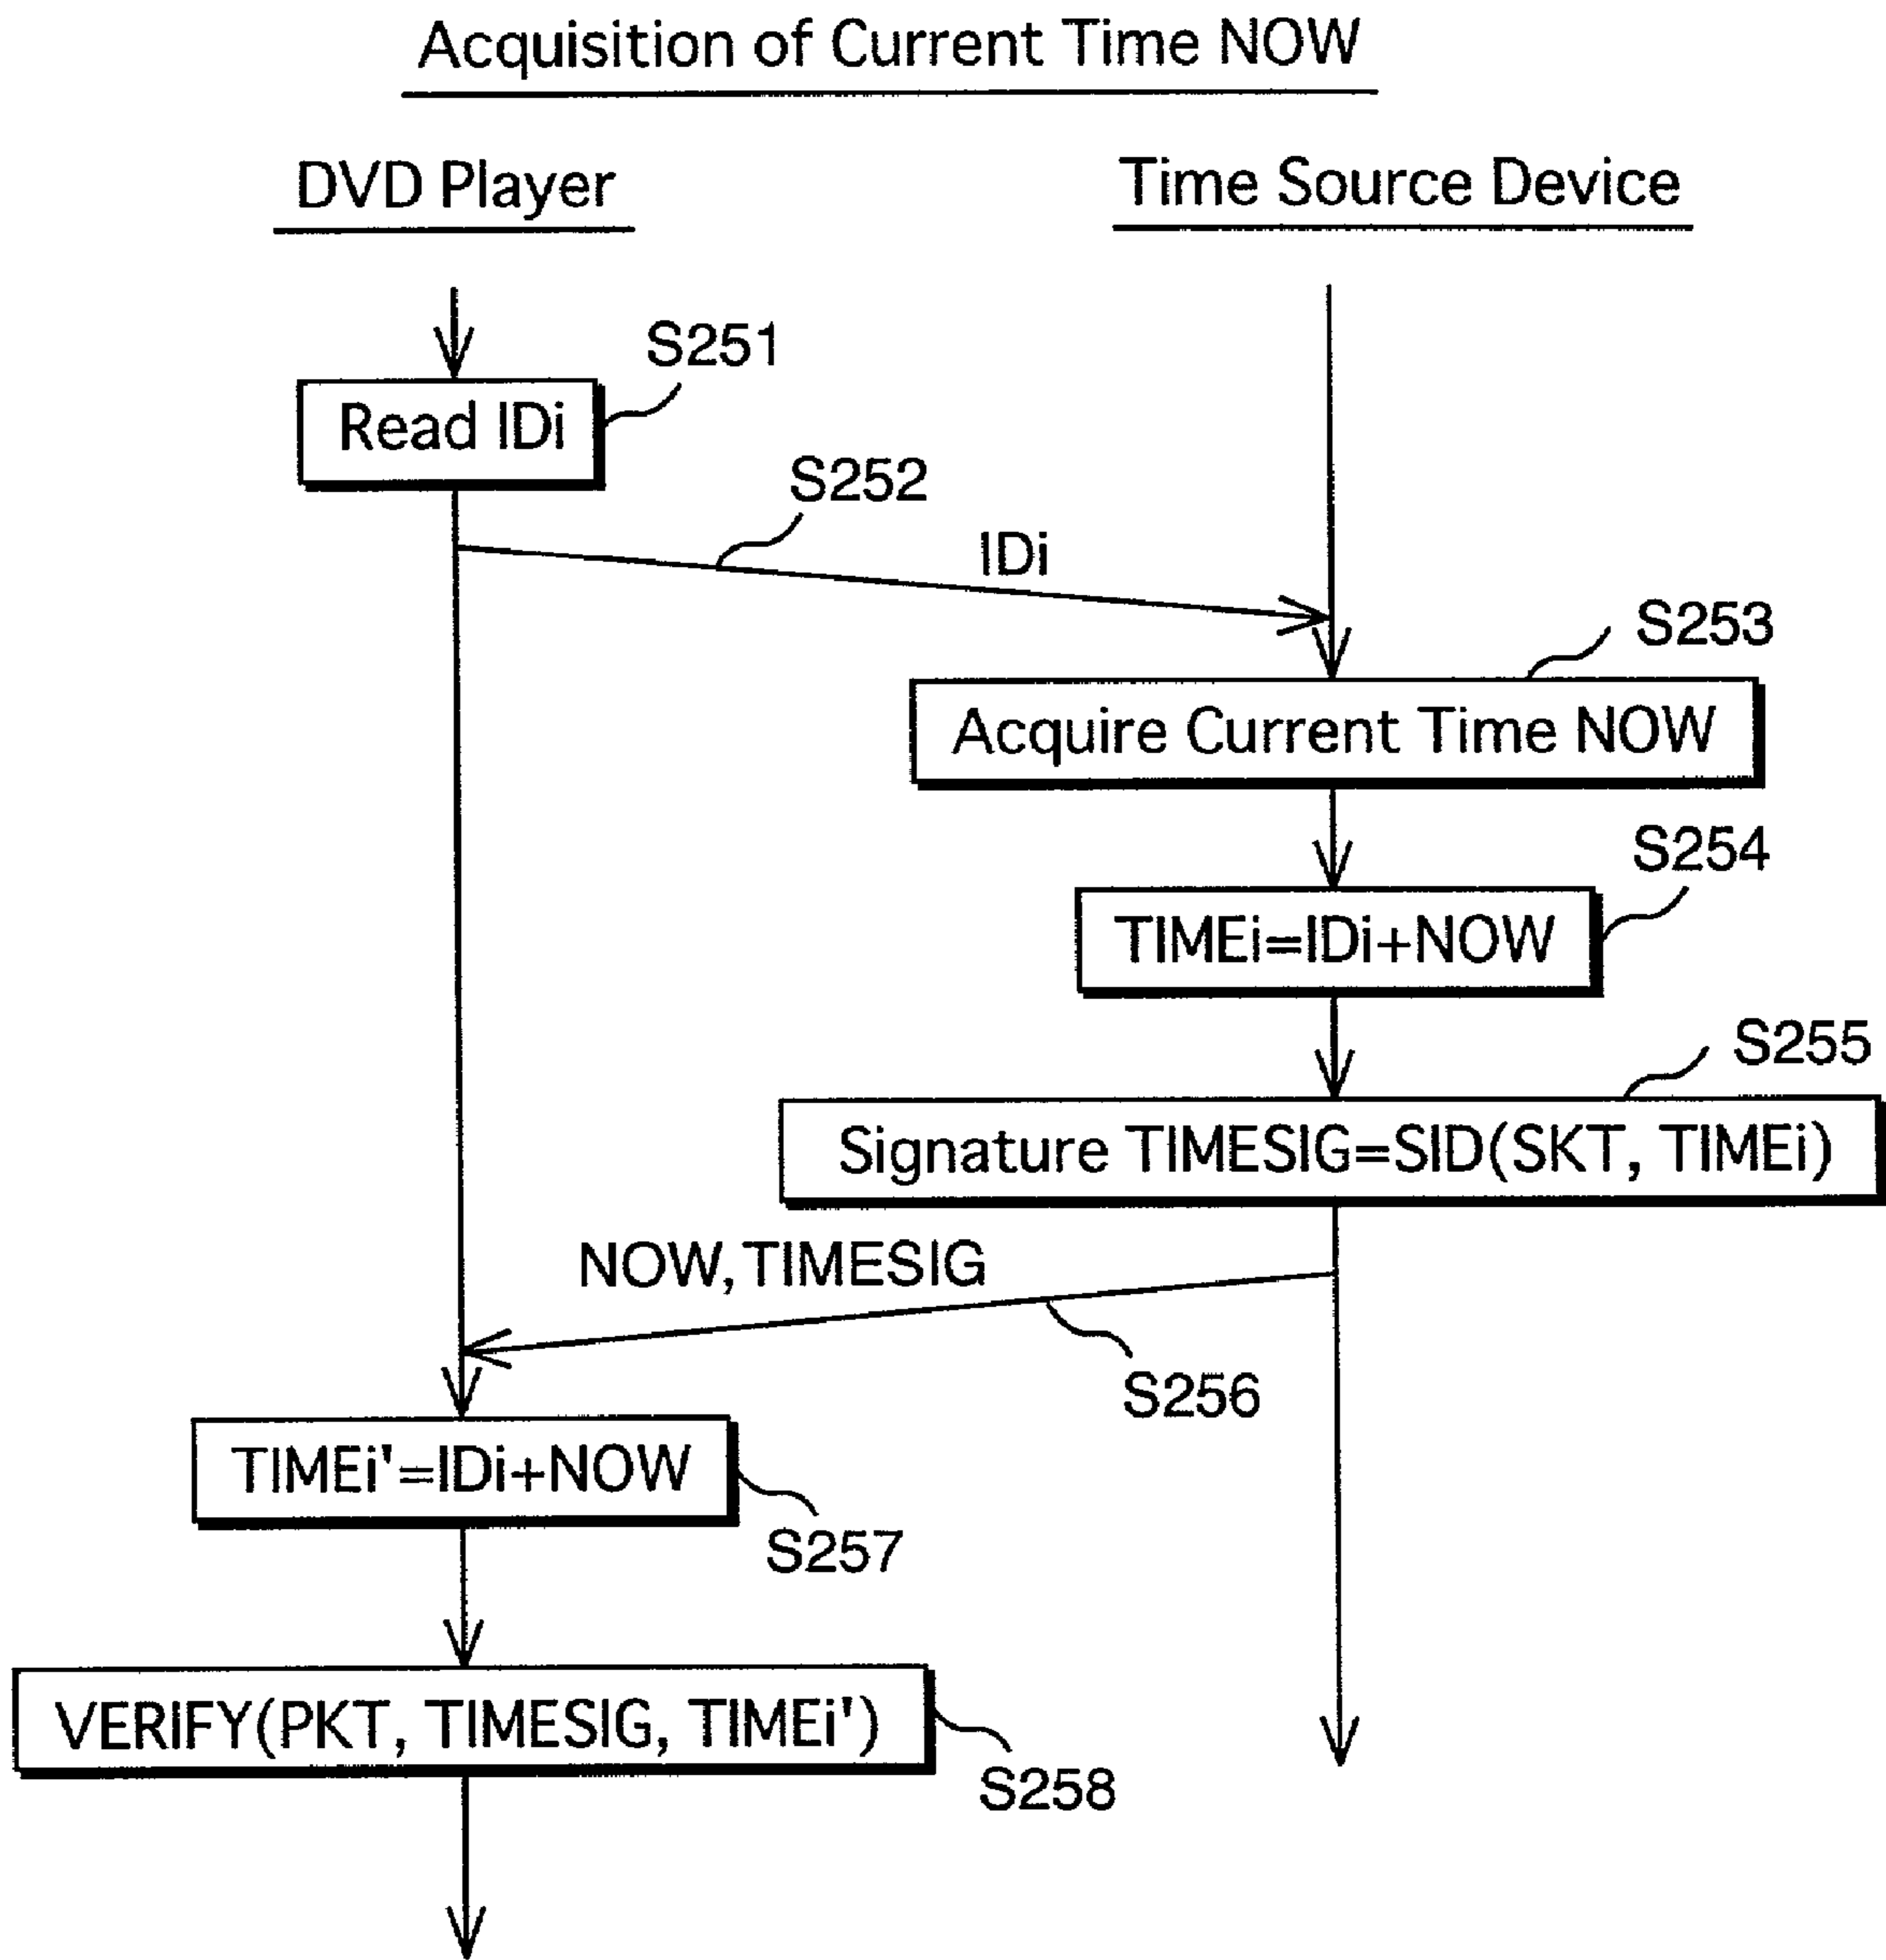 Acquisition of Current Time NOW
DVD Player
Time Source Device
S251
Read IDi
S252
IDi
S253
Acquire Current Time NOW
S254
TIMEi=IDi+NOW
S255
Signature TIMESIG=SID(SKT, TIMEi)
NOW,TIMESIG
S256
TIMEi'=IDi+NOW
S257
VERIFY(PKT, TIMESIG, TIMEi')
S258